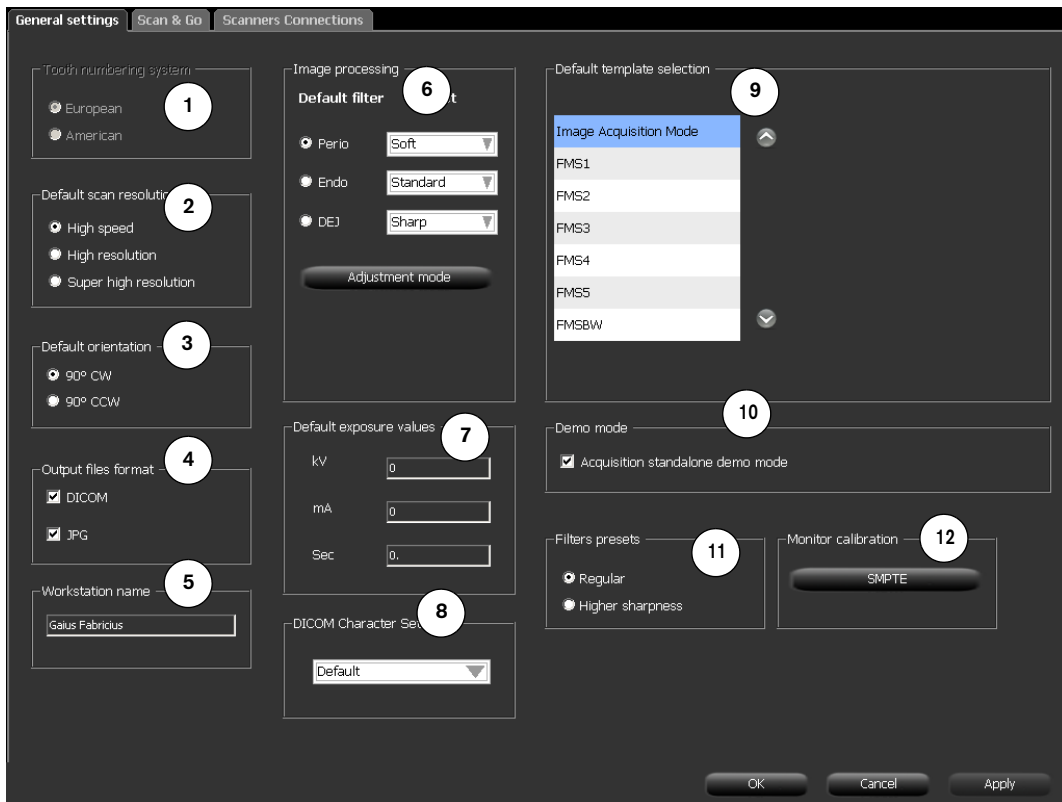 General settings
Scan & Go
Scanners Connections
Tooth numbering system
1
European
American
Default scan resolution
2
High speed
High resolution
Super high resolution
Default orientation
3
90º CW
90º CCW
Output files format
4
DICOM
JPG
Workstation name
5
Gaius Fabricius
Image processing
6
Default filter
Perio
Soft
Endo
Standard
DEJ
Sharp
Adjustment mode
Default exposure values
7
kV
0
mA
0
Sec
0.
DICOM Character Set
8
Default
Default template selection
9
Image Acquisition Mode
FMS1
FMS2
FMS3
FMS4
FMS5
FMSBW
10
Demo mode
Acquisition standalone demo mode
Filters presets
11
Regular
Higher sharpness
Monitor calibration
12
SMPTE
OK
Cancel
Apply